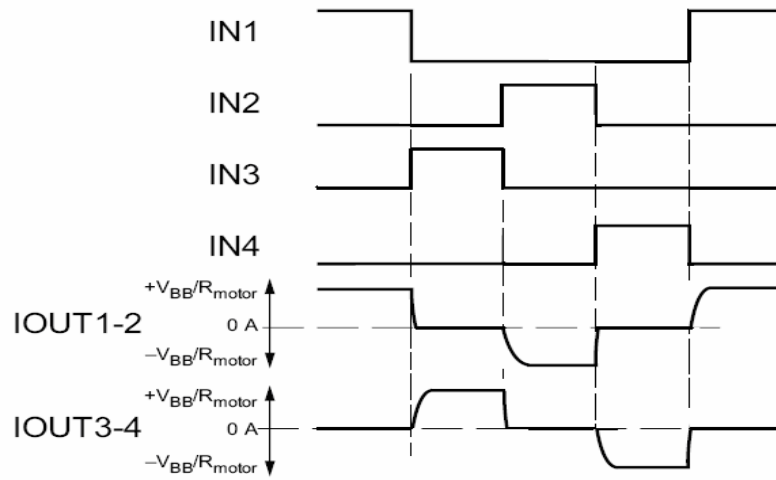 IN1
IN2
IN3
IN4
+VBB/Rmotor
IOUT1-2
0 A
−VBB/Rmotor
+VBB/Rmotor
IOUT3-4
0 A
−VBB/Rmotor